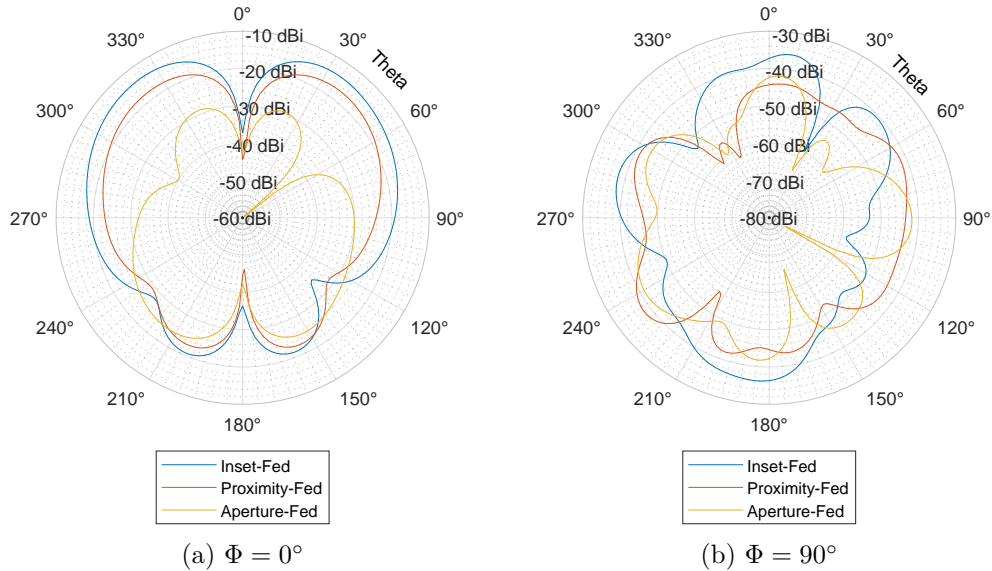 0°
30°
60°
90°
120°
150°
180°
210°
240°
270°
300°
330°
Theta
-10 dBi
-20 dBi
-30 dBi
-40 dBi
-50 dBi
-60 dBi
Inset-Fed
Proximity-Fed
Aperture-Fed
(a) Φ = 0°
0°
30°
60°
90°
120°
150°
180°
210°
240°
270°
300°
330°
Theta
-30 dBi
-40 dBi
-50 dBi
-60 dBi
-70 dBi
-80 dBi
Inset-Fed
Proximity-Fed
Aperture-Fed
(b) Φ = 90°